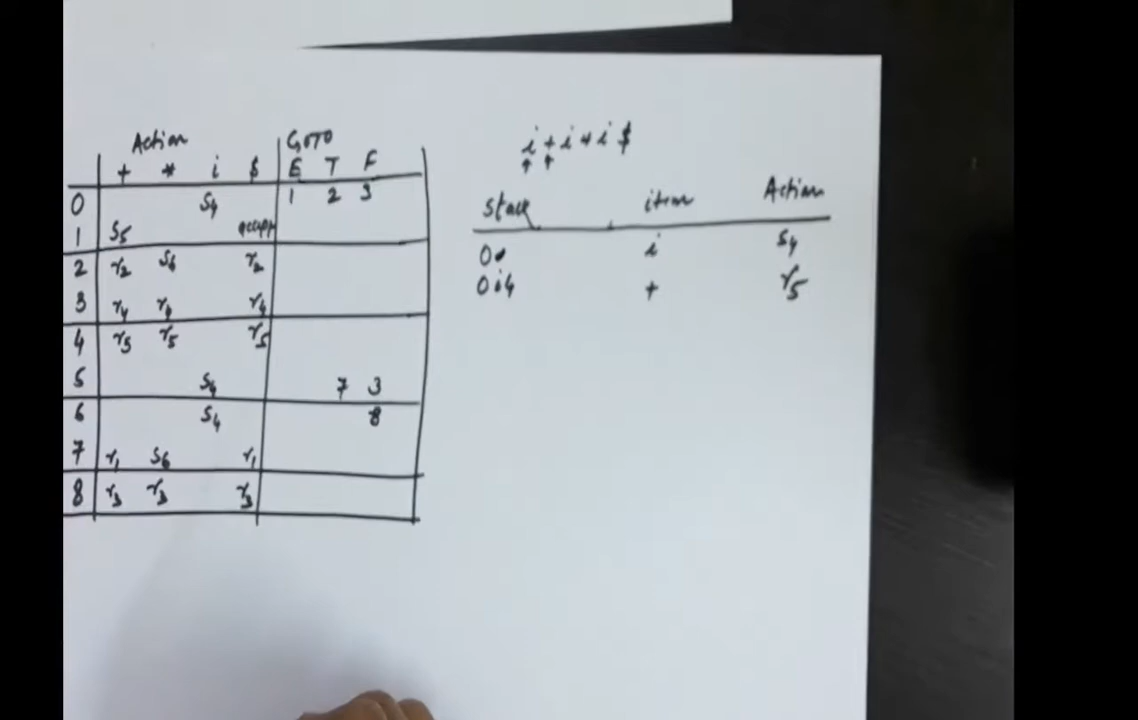 Action GOTO
+ * i $ E T F
0 S4 1 2 3
1 S5 accept
2 r2 S6 r2
3 r4 r4 r4
4 r5 r5 r5
5 S4 7 3
6 S4 8
7 r1 S6 r1
8 r3 r3 r3
i + i + i $
Stack item Action
0 i S4
0 i 4 + r5